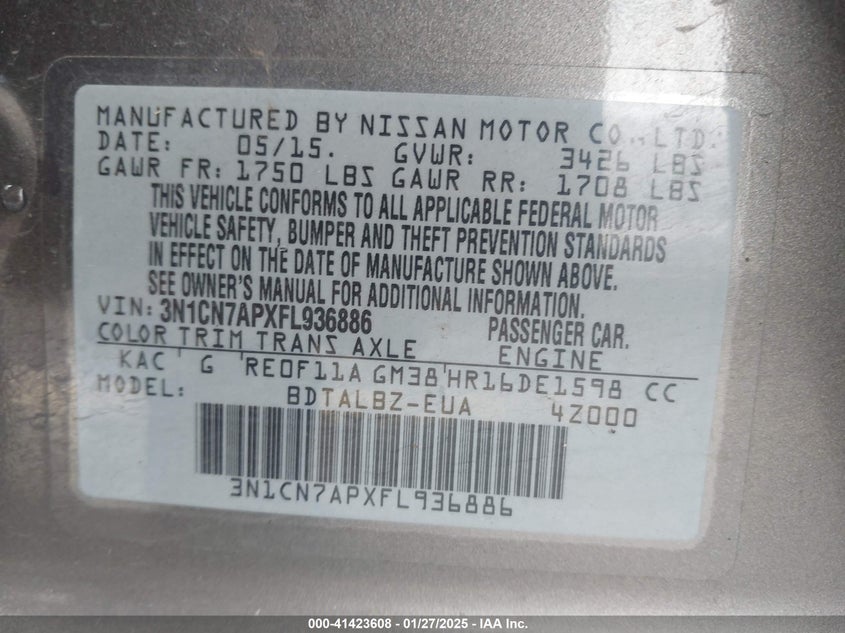 MANUFACTURED BY NISSAN MOTOR CO., LTD.
DATE: 05/15. GVWR: 3426 LBS
GAWR FR: 1750 LBS GAWR RR: 1708 LBS
THIS VEHICLE CONFORMS TO ALL APPLICABLE FEDERAL MOTOR
VEHICLE SAFETY, BUMPER AND THEFT PREVENTION STANDARDS
IN EFFECT ON THE DATE OF MANUFACTURE SHOWN ABOVE.
SEE OWNER'S MANUAL FOR ADDITIONAL INFORMATION.
VIN: 3N1CN7APXFL936886 PASSENGER CAR.
COLOR TRIM TRANS AXLE ENGINE
KAC G RE0F11A GM38 HR16DE1598 CC
MODEL: BDTALBZ-EUA 4Z000
3N1CN7APXFL936886
000-41423608 - 01/27/2025 - IAA Inc.